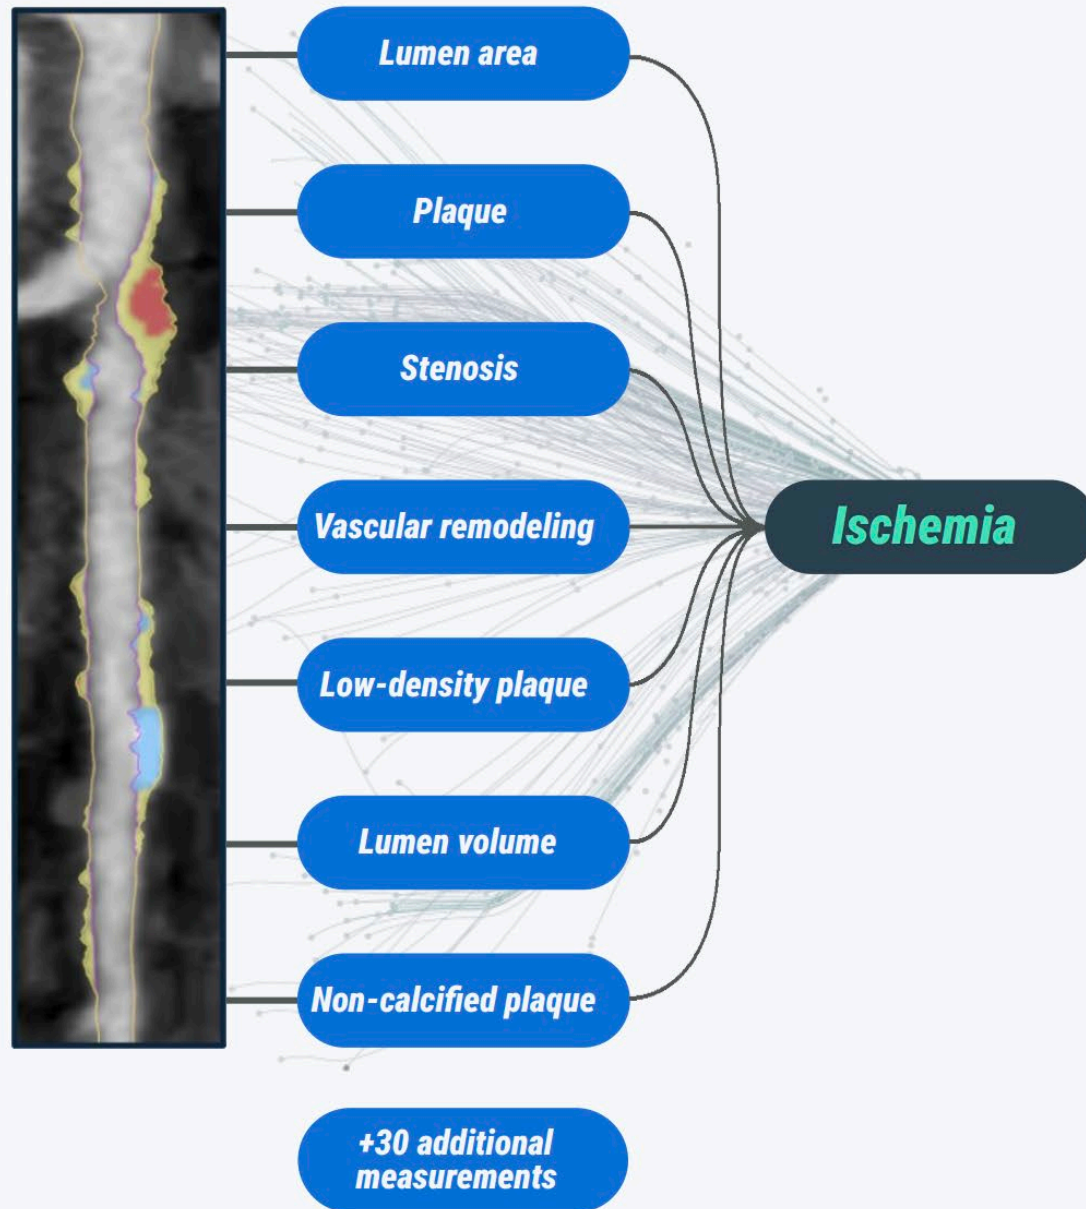 Lumen area
Plaque
Stenosis
Vascular remodeling
Ischemia
Low-density plaque
Lumen volume
Non-calcified plaque
+30 additional
measurements